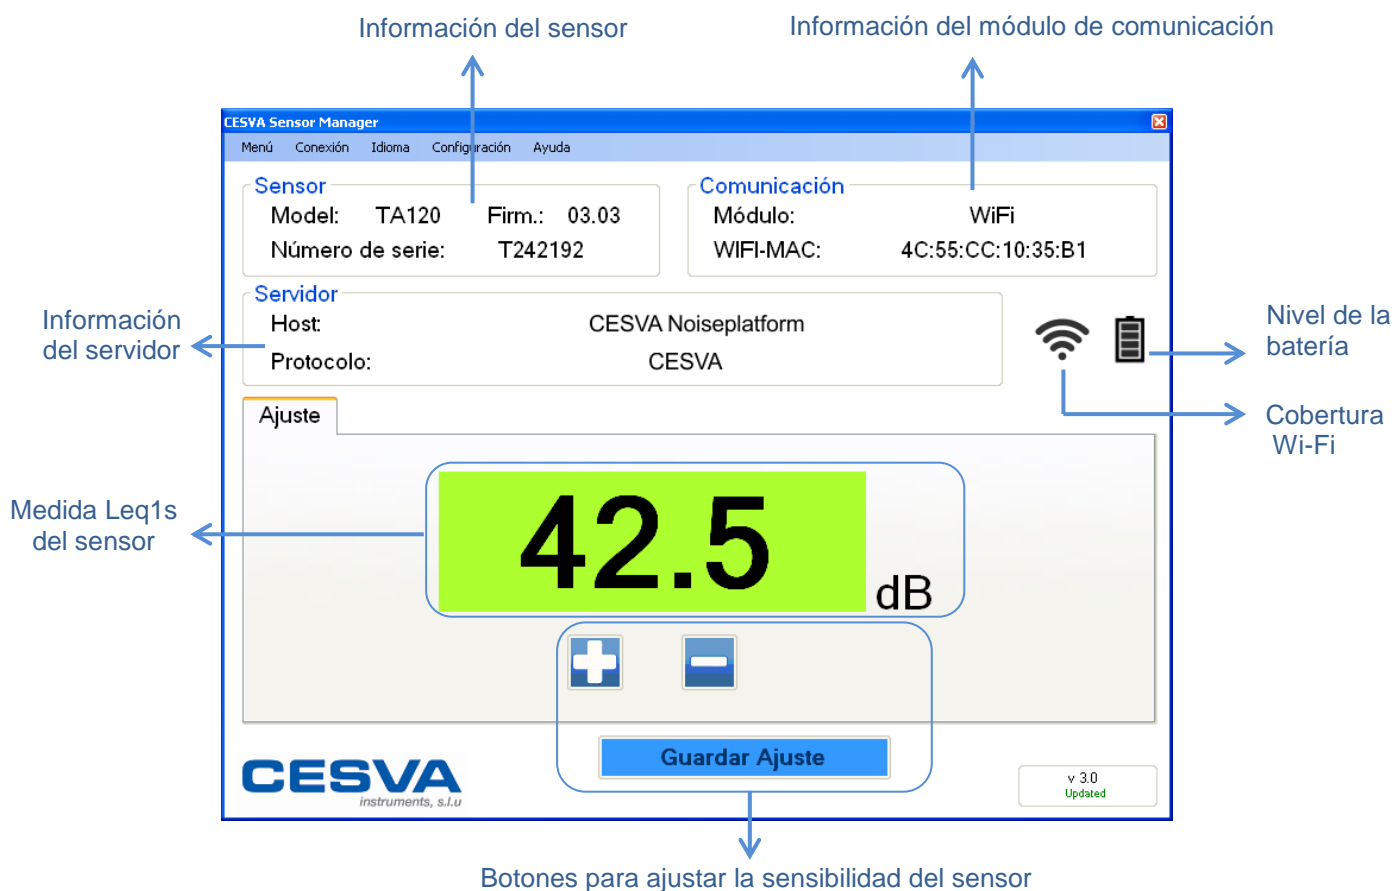 Información del sensor
Información del módulo de comunicación
CESVA Sensor Manager
Menú Conexión Idioma Configuración Ayuda
Sensor
Model: TA120 Firm.: 03.03
Número de serie: T242192
Comunicación
Módulo: WiFi
WIFI-MAC: 4C:55:CC:10:35:B1
Servidor
Host: CESVA Noiseplatform
Protocolo: CESVA
Información
del servidor
Nivel de la
batería
Cobertura
Wi-Fi
Ajuste
Medida Leq1s
del sensor
42.5 dB
Guardar Ajuste
CESVA
instruments, s.l.u
v 3.0
Updated
Botones para ajustar la sensibilidad del sensor